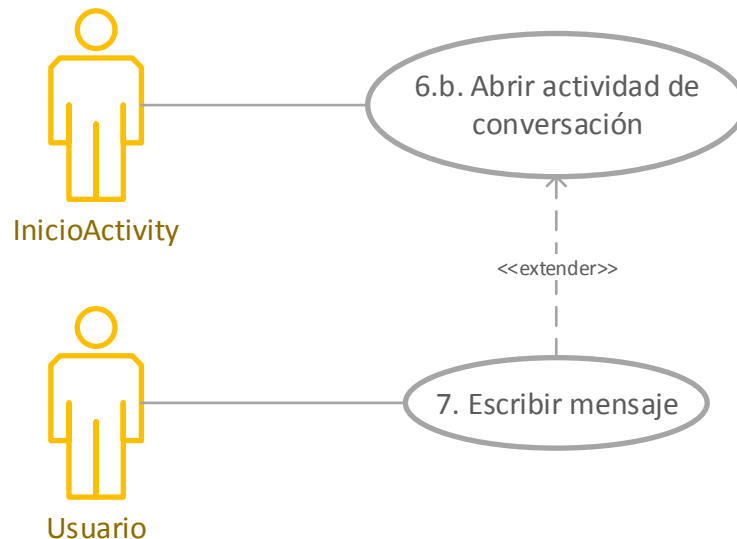 6.b. Abrir actividad de
conversación
InicioActivity
<<extender>>
7. Escribir mensaje
Usuario